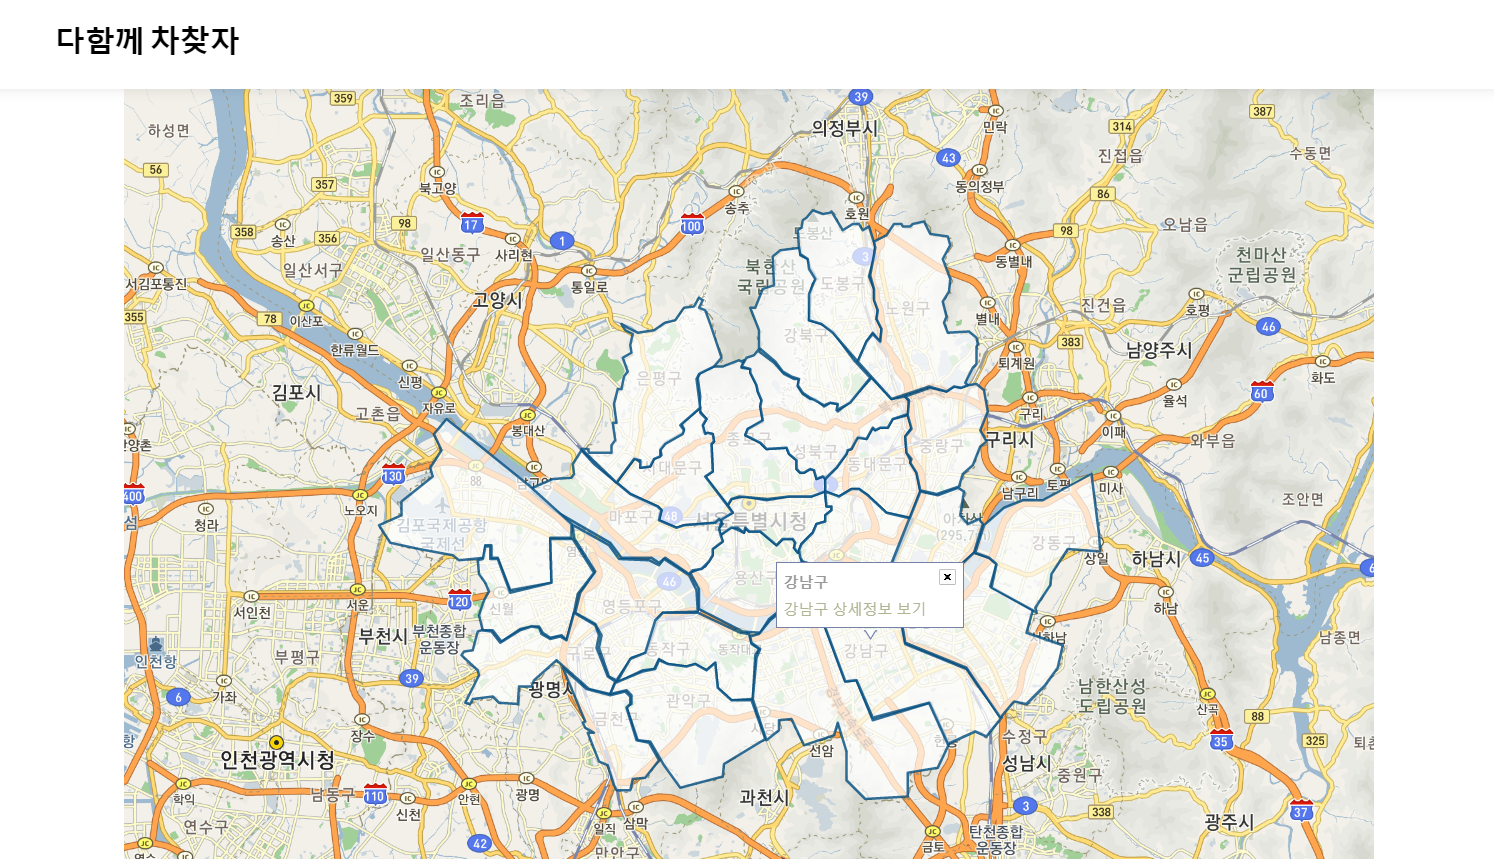 다함께 차찾자
359
조리읍
39
의정부시
민락
387
314
하성면
진접읍
수동면
43
56
북고양
동의정부
357
86
송추
호원
358
송산
356
98
17
100
일산동구
1
사리현
도봉산
98
오남읍
일산서구
통일로
북한산
국립공원
3
도봉구
동별내
천마산
군립공원
서김포통진
고양시
노원구
별내
진건읍
호평
355
78
이산포
강북구
46
한류월드
383
남양주시
퇴계원
신평
은평구
화도
김포시
고촌읍
자유로
구리
율석
60
봉대산
종로구
성북구
중랑구
구리시
이파
와부읍
서대문구
동대문구
130
88
남고양
토평
미사
400
남구리
조안면
노오지
청라
김포국제공항
국제선
마포구
48
서울특별시청
아차산
(295.7m)
강동구
상일
하남시
45
서운
46
용산구
강남구
강남구 상세정보 보기
서인천
120
신월
영등포구
하남
부천시
부천종합
운동장
서하남
남종면
인천항
부평구
구로구
동작구
강남구
39
6
가좌
광명시
관악구
남한산성
도립공원
산곡
금천구
88
장수
선암
수정구
35
325
인천광역시청
성남시
중원구
남동구
110
과천시
학익
신천
안현
광명
3
338
37
연수구
일직
삼막
광주시
42
금토
탄천종합
운동장
만안구